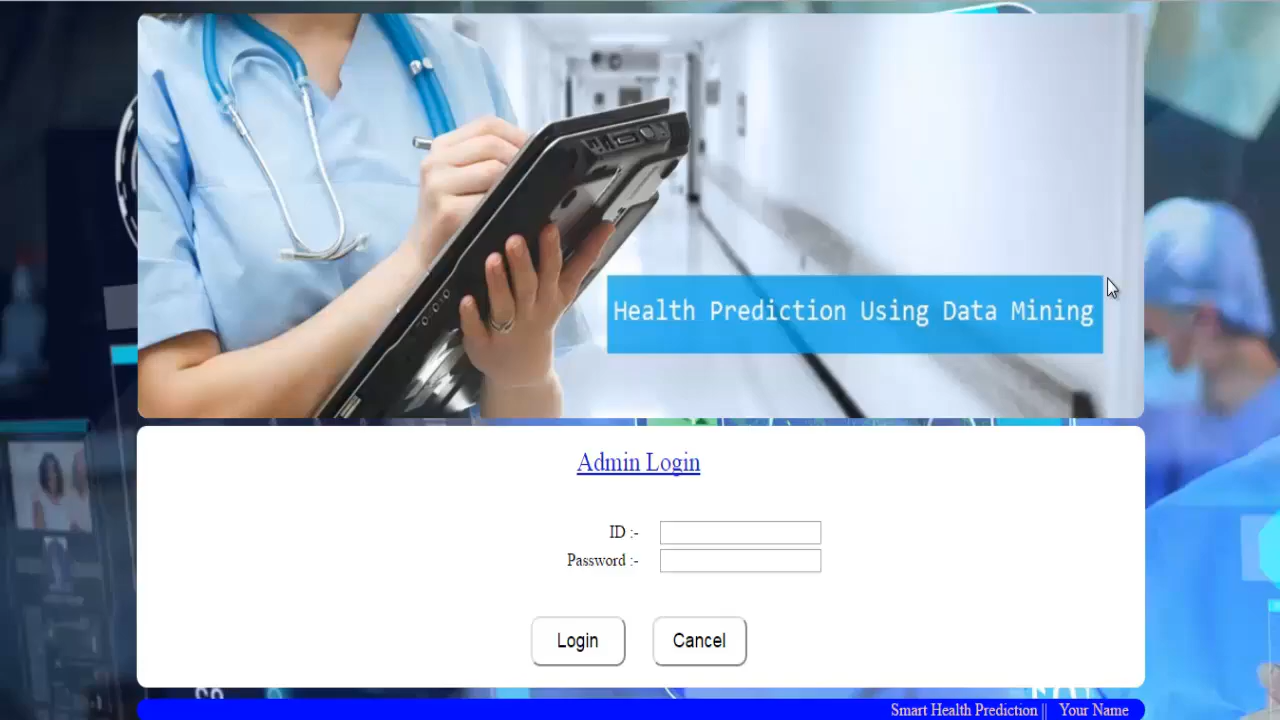 Health Prediction Using Data Mining
Admin Login
ID :-
Password :-
Login Cancel
Smart Health Prediction || Your Name